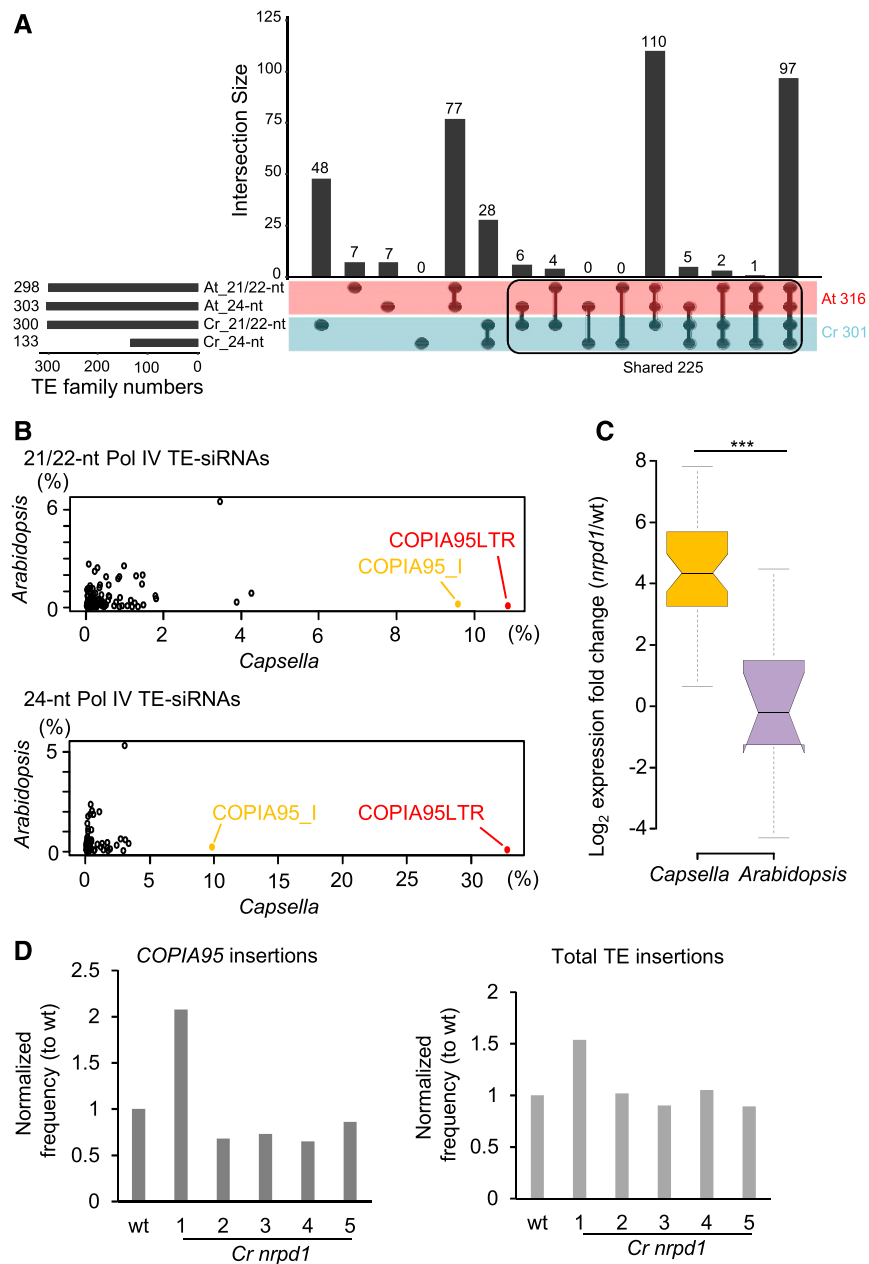 A
125
100
75
50
25
0
Intersection Size
48
7
7
0
77
28
6
4
0
0
110
5
2
1
97
298
303
300
133
At_21/22-nt
At_24-nt
Cr_21/22-nt
Cr_24-nt
300 200 100 0
TE family numbers
At 316
Cr 301
Shared 225
B
21/22-nt Pol IV TE-siRNAs
(%)
Arabidopsis
6
4
2
0
COPIA95LTR
COPIA95_I
0 2 4 6 8 10 (%)
Capsella
24-nt Pol IV TE-siRNAs
(%)
Arabidopsis
5
0
COPIA95_I
COPIA95LTR
0 5 10 15 20 25 30 (%)
Capsella
C
***
Log2 expression fold change (nrpd1/wt)
8
6
4
2
0
-2
-4
Capsella Arabidopsis
D
COPIA95 insertions
Normalized
frequency (to wt)
2.5
2
1
1
0.5
0
wt 1 2 3 4 5
Cr nrpd1
Total TE insertions
Normalized
frequency (to wt)
2
1.5
1
0.5
0
wt 1 2 3 4 5
Cr nrpd1